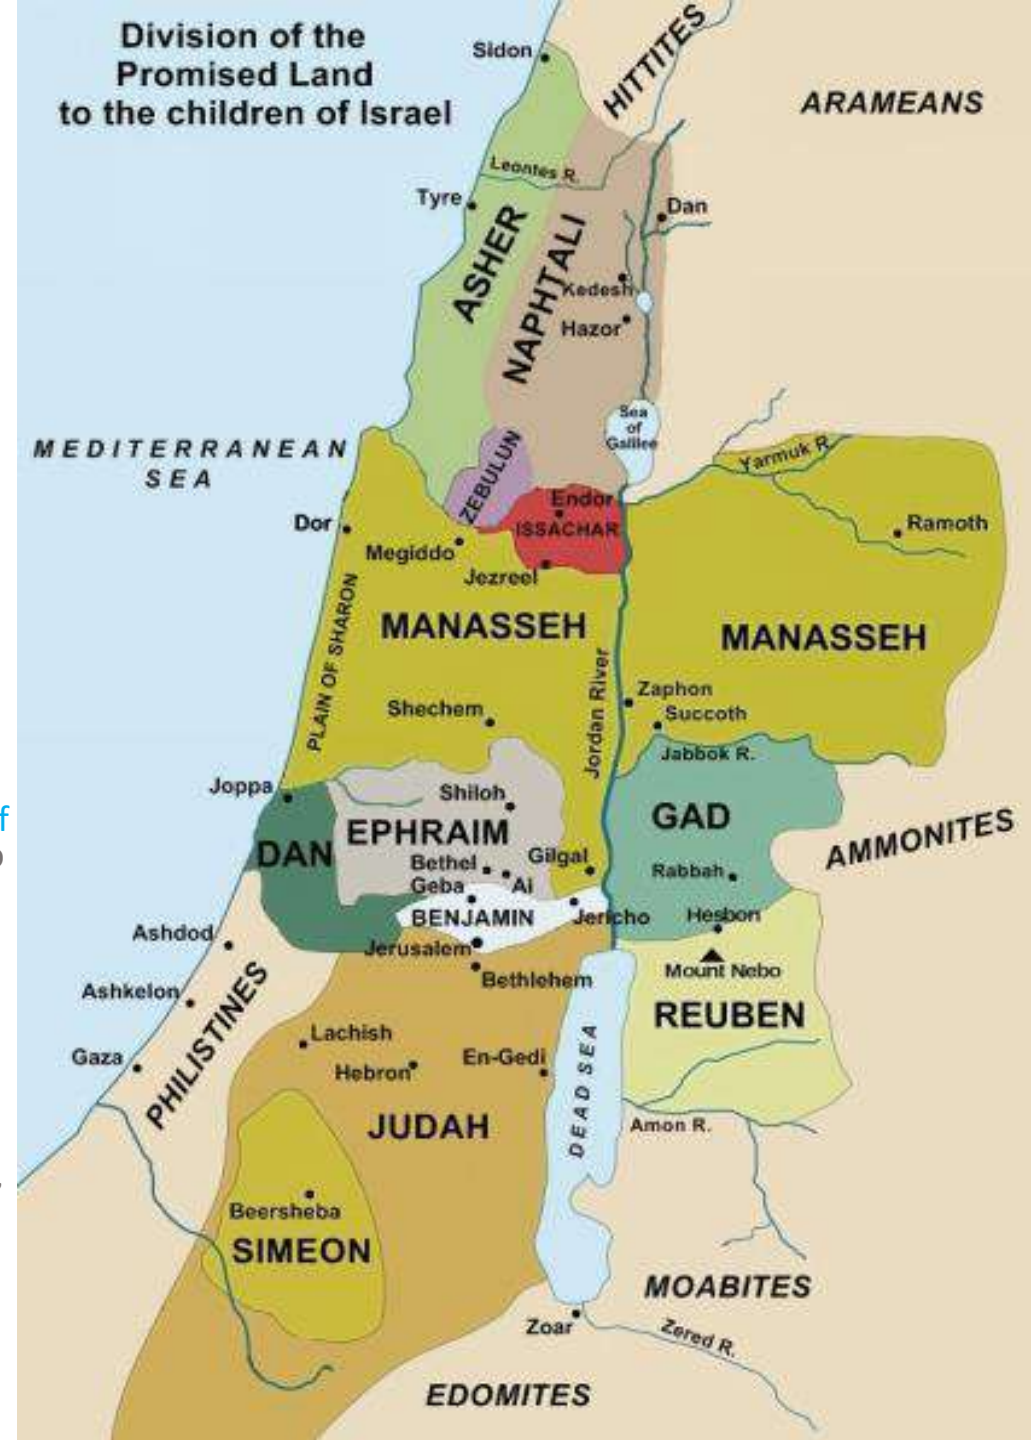 Division of the
Promised Land
to the children of Israel
Sidon
HITTITES
ARAMEANS
Leontes R.
Tyre
Dan
ASHER
NAPHTALI
Kedesh
Hazor
Sea
of
Galilee
MEDITERRANEAN
SEA
ZEBULUN
Yarmuk R.
Endor
Dor
ISSACHAR
Ramoth
Megiddo
Jezreel
MANASSEH
MANASSEH
PLAIN OF SHARON
Jordan River
Zaphon
Shechem
Succoth
Jabbok R.
Joppa
Shiloh
f
EPHRAIM
GAD
AMMONITES
DAN
Bethel
Gilgal
Rabbah
Geba
Ai
BENJAMIN
Jericho
Hesbon
Ashdod
Jerusalem
Mount Nebo
Bethlehem
Ashkelon
PHILISTINES
REUBEN
Lachish
Gaza
Hebron
En-Gedi
DEAD SEA
JUDAH
Amon R.
Beersheba
SIMEON
MOABITES
Zoar
Zered R.
EDOMITES